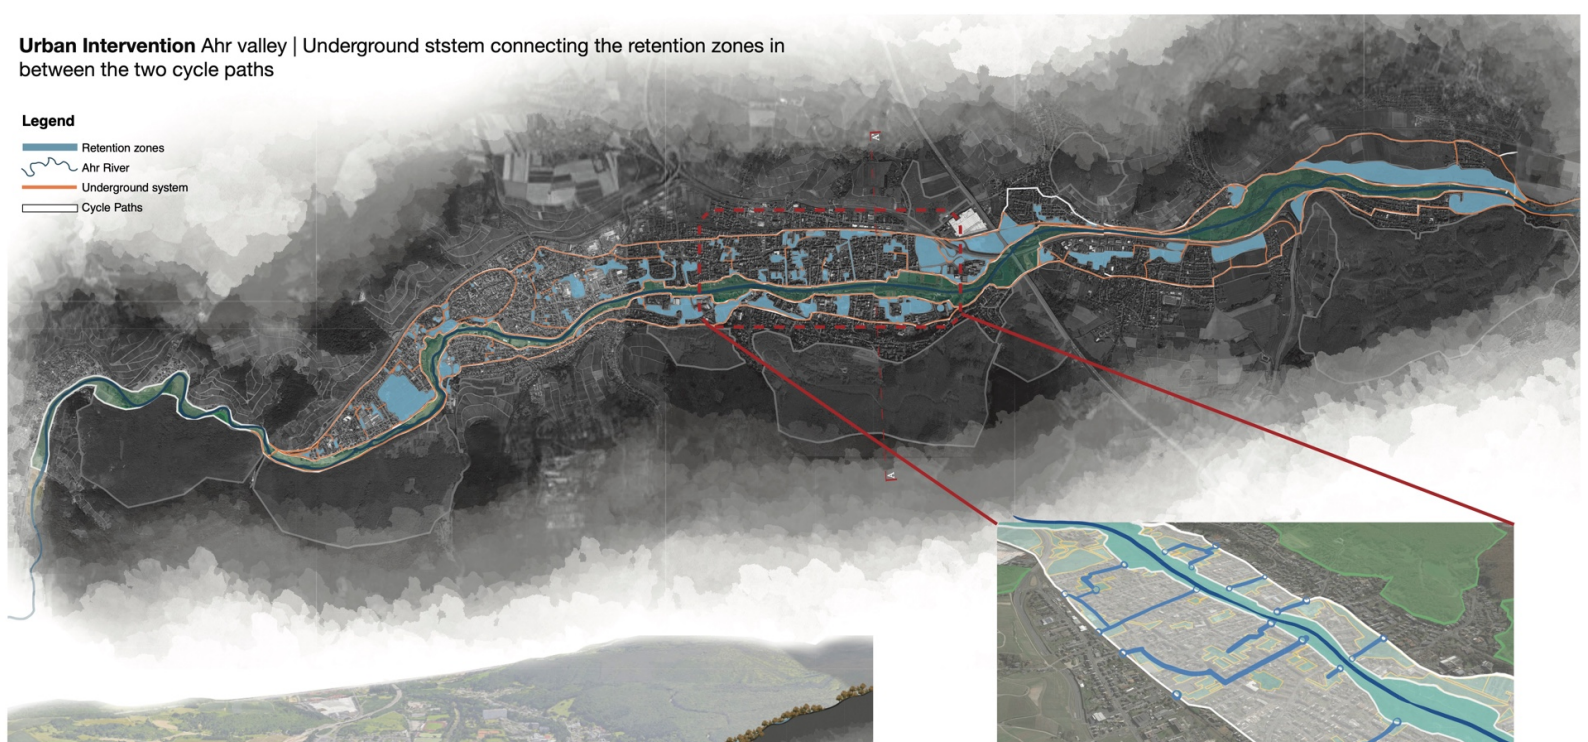 Urban Intervention Ahr valley | Underground ststem connecting the retention zones in
between the two cycle paths
Legend
Retention zones
Ahr River
Underground system
Cycle Paths
A
A